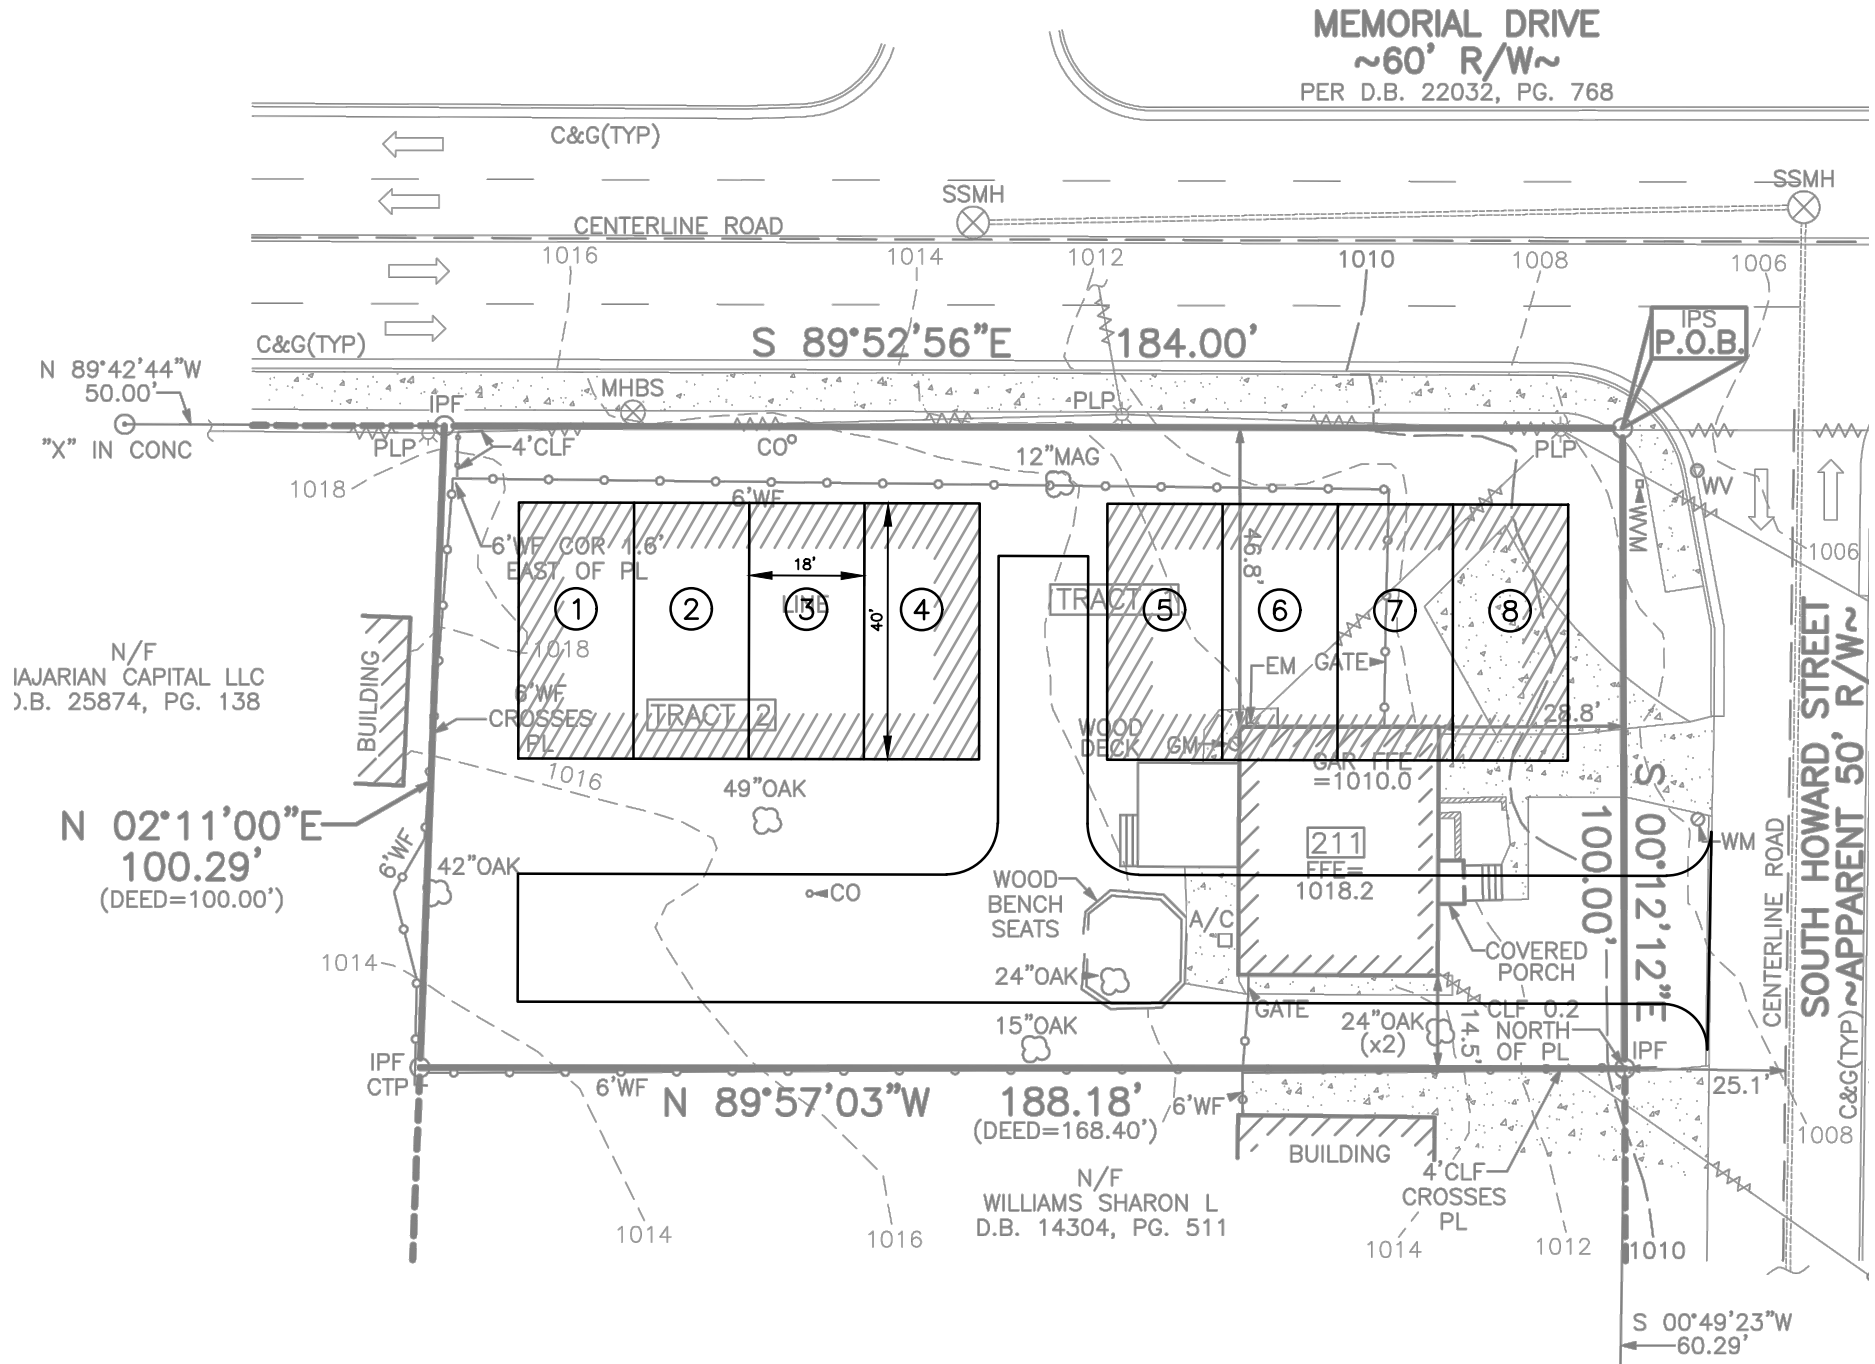 MEMORIAL DRIVE
~60' R/W~
PER D.B. 22032, PG. 768
C&G(TYP)
SSMH
SSMH
CENTERLINE ROAD
1016
1014
1012
1010
1008
1006
C&G(TYP)
S 89°52'56"E 184.00'
IPS
P.O.B.
N 89°42'44"W
50.00'
"X" IN CONC
IPF
MHBS
PLP
PLP
4'CLF
CO
12"MAG
PLP
WV
1018
6'WF
WM
6'WF COR 1.6'
EAST OF PL
18'
40'
46.8'
1006
LINE
TRACT 1
1
2
3
4
5
6
7
8
N/F
IAJARIAN CAPITAL LLC
D.B. 25874, PG. 138
BUILDING
1018
EM
GATE
6'WF
CROSSES
PL
TRACT 2
WOOD
DECK
GM
28.8'
GAR FFE
=1010.0
1016
49"OAK
N 02°11'00"E
100.29'
(DEED=100.00')
6'WF
42"OAK
CO
WOOD
BENCH
SEATS
A/C
211
FFE=
1018.2
WM
S 00°12'12"E
100.00'
CENTERLINE ROAD
SOUTH HOWARD STREET
~APPARENT 50' R/W~
C&G(TYP)
COVERED
PORCH
1014
24"OAK
GATE
CLF 0.2
NORTH
OF PL
15"OAK
24"OAK
(x2)
14.5'
IPF
IPF
CTP
6'WF
N 89°57'03"W 188.18'
(DEED=168.40')
6'WF
25.1'
1008
BUILDING
4'CLF
CROSSES
PL
N/F
WILLIAMS SHARON L
D.B. 14304, PG. 511
1014
1016
1014
1012
1010
S 00°49'23"W
60.29'